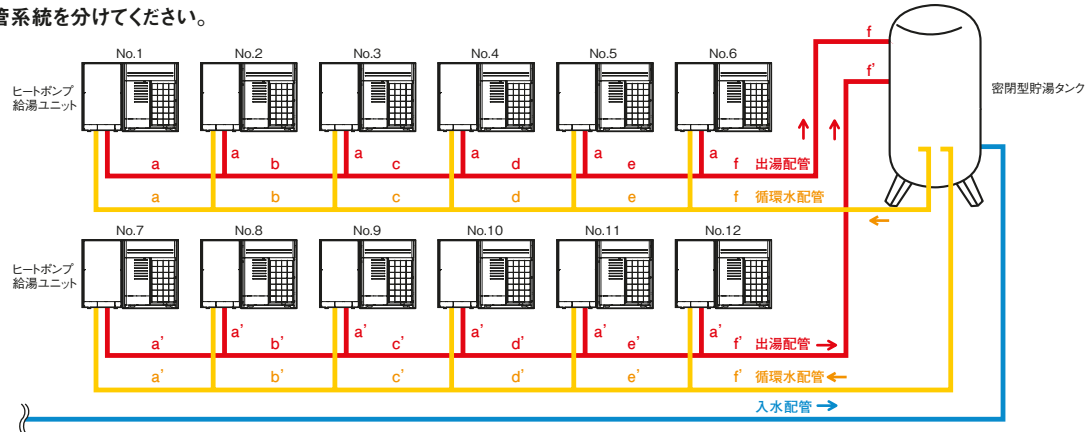 管系統を分けてください。
No.1 No.2 No.3 No.4 No.5 No.6
f
f'
ヒートポンプ
給湯ユニット
密閉型貯湯タンク
a a b a c a d a e a f 出湯配管
a b c d e f 循環水配管
No.7 No.8 No.9 No.10 No.11 No.12
ヒートポンプ
給湯ユニット
a' a' b' a' c' a' d' a' e' a' f' 出湯配管
a' b' c' d' e' f' 循環水配管
入水配管